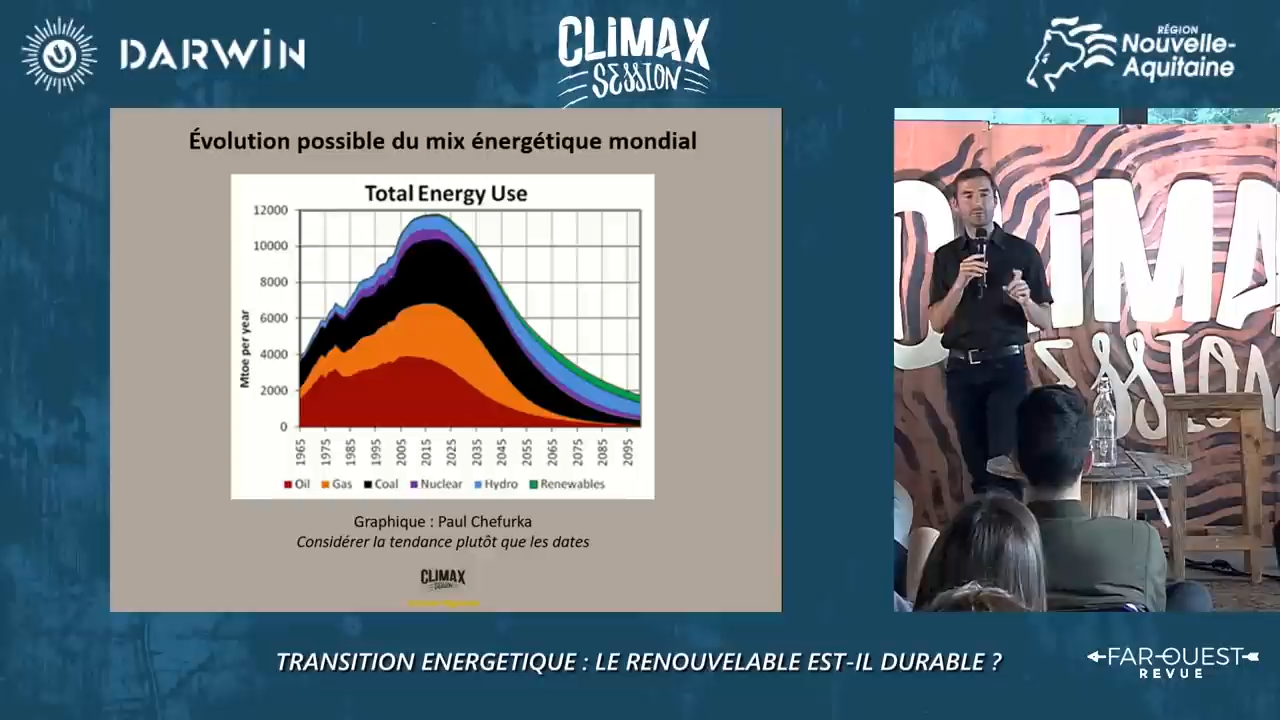 DARWIN
CLIMAX
SESSION
RÉGION
Nouvelle-
Aquitaine
Évolution possible du mix énergétique mondial
Total Energy Use
12000
10000
8000
6000
4000
2000
0
Mtoe per year
1965
1975
1985
1995
2005
2015
2025
2035
2045
2055
2065
2075
2085
2095
Oil Gas Coal Nuclear Hydro Renewables
Graphique : Paul Chefurka
Considérer la tendance plutôt que les dates
CLIMAX
SESSION
CLIMA
SESSION
TRANSITION ENERGETIQUE : LE RENOUVELABLE EST-IL DURABLE ?
FAR OUEST
REVUE